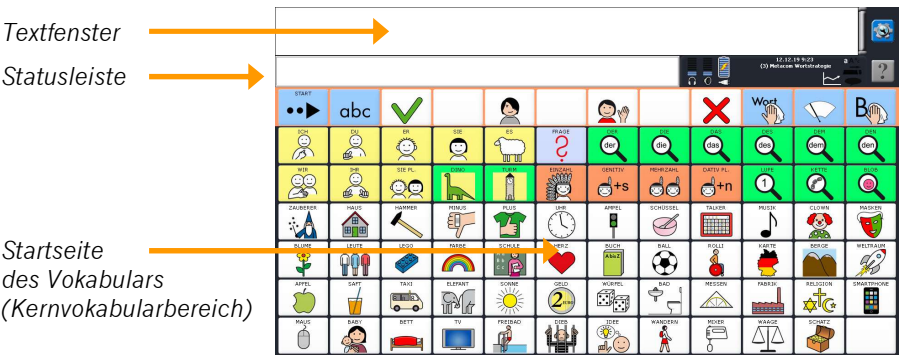 Textfenster
Statusleiste
12.12.19 9:23
(3) Metacom Wortstrategie
a
?
START
abc
Wort
B
ICH DU ER SIE ES FRAGE DER DIE DAS DES DEM DEN
? der die das des dem den
WIR IHR SIE PL. DINO TURM EINZAHL GENITIV MEHRZAHL DATIV PL. LUPE KETTE BLOB
+s +n 1
ZAUBERER HAUS HAMMER MINUS PLUS UHR AMPEL SCHÜSSEL TALKER MUSIK CLOWN MASKEN
Startseite
des Vokabulars
(Kernvokabularbereich)
BLUME LEUTE LEGO FARBE SCHULE HERZ BUCH BALL ROLLI KARTE BERGE WELTRAUM
A bis Z
APFEL SAFT TAXI ELEFANT SONNE GELD WÜRFEL BAD MESSEN FABRIK RELIGION SMARTPHONE
2
MAUS BABY BETT TV FREIBAD DIEB IDEE WANDERN MIXER WAAGE SCHATZ